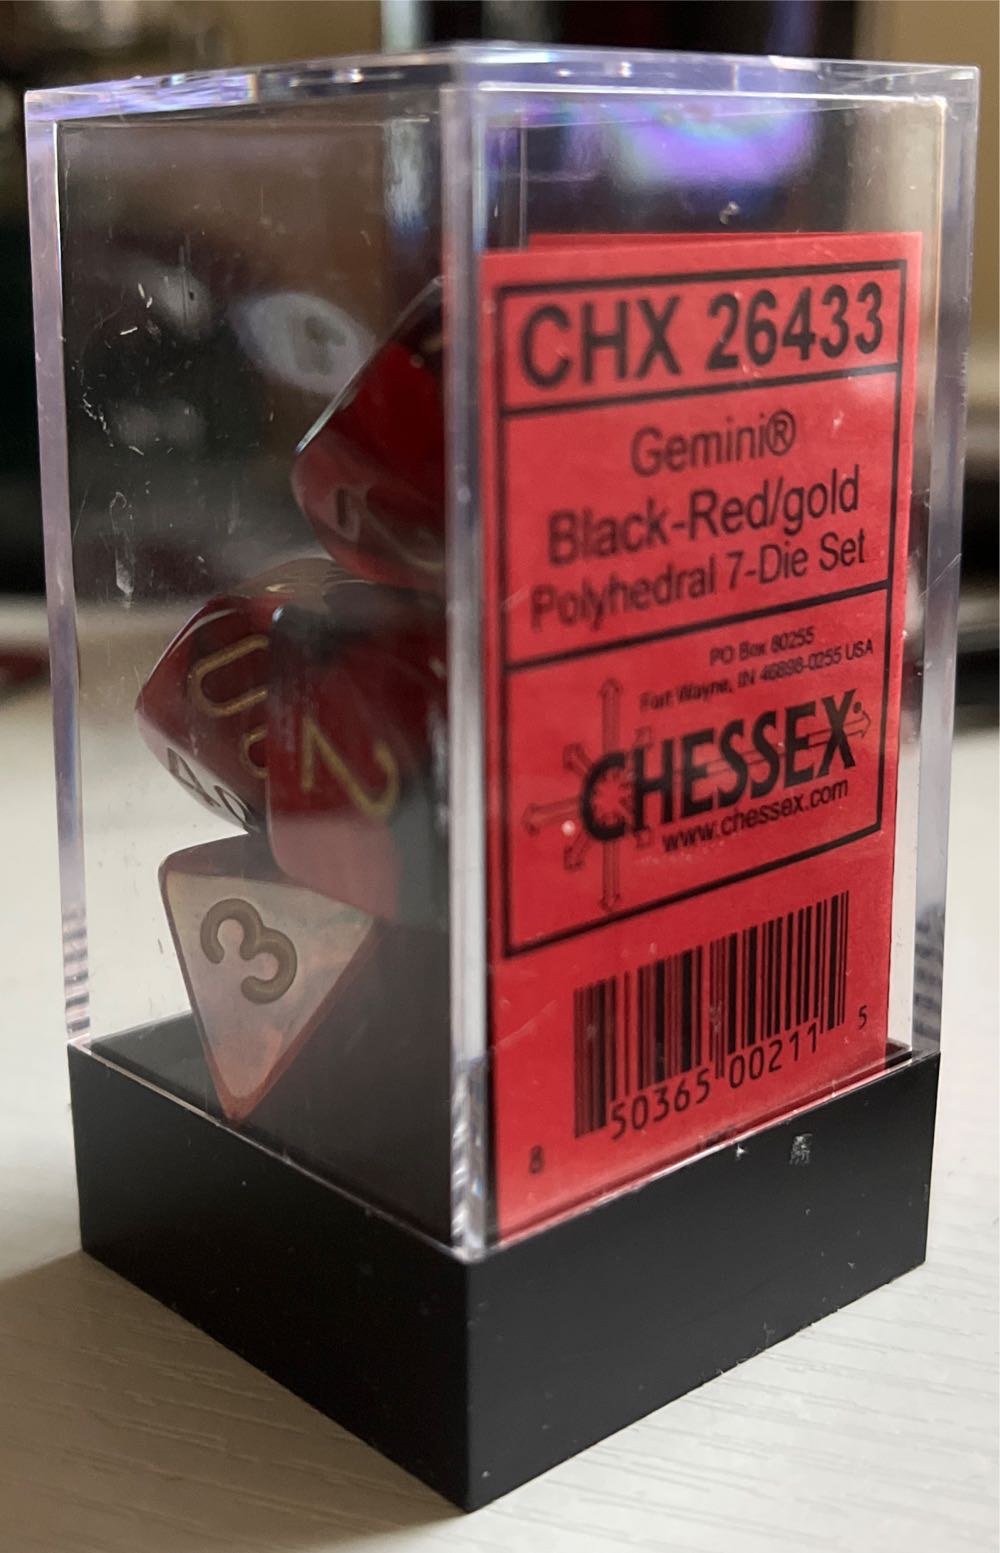 CHX 26433
Gemini®
Black-Red/gold
Polyhedral 7-Die Set
PO Box 80255
Fort Wayne, IN 46898-0255 USA
CHESSEX
www.chessex.com
8 50365 00211 5
2
3